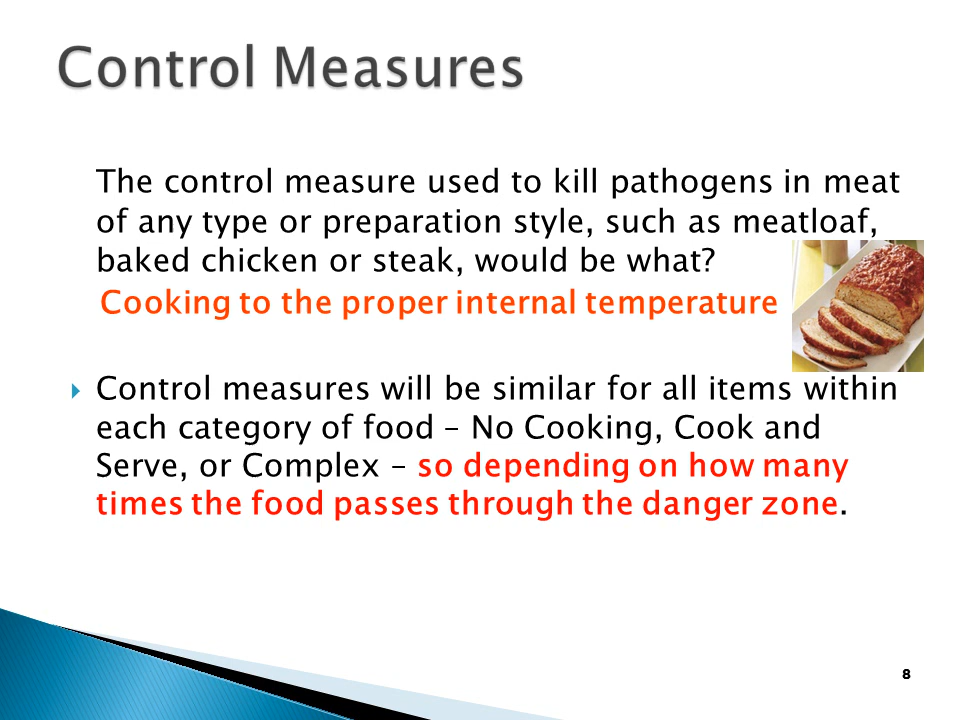 Control Measures
The control measure used to kill pathogens in meat
of any type or preparation style, such as meatloaf,
baked chicken or steak, would be what?
Cooking to the proper internal temperature
Control measures will be similar for all items within
each category of food – No Cooking, Cook and
Serve, or Complex – so depending on how many
times the food passes through the danger zone.
8